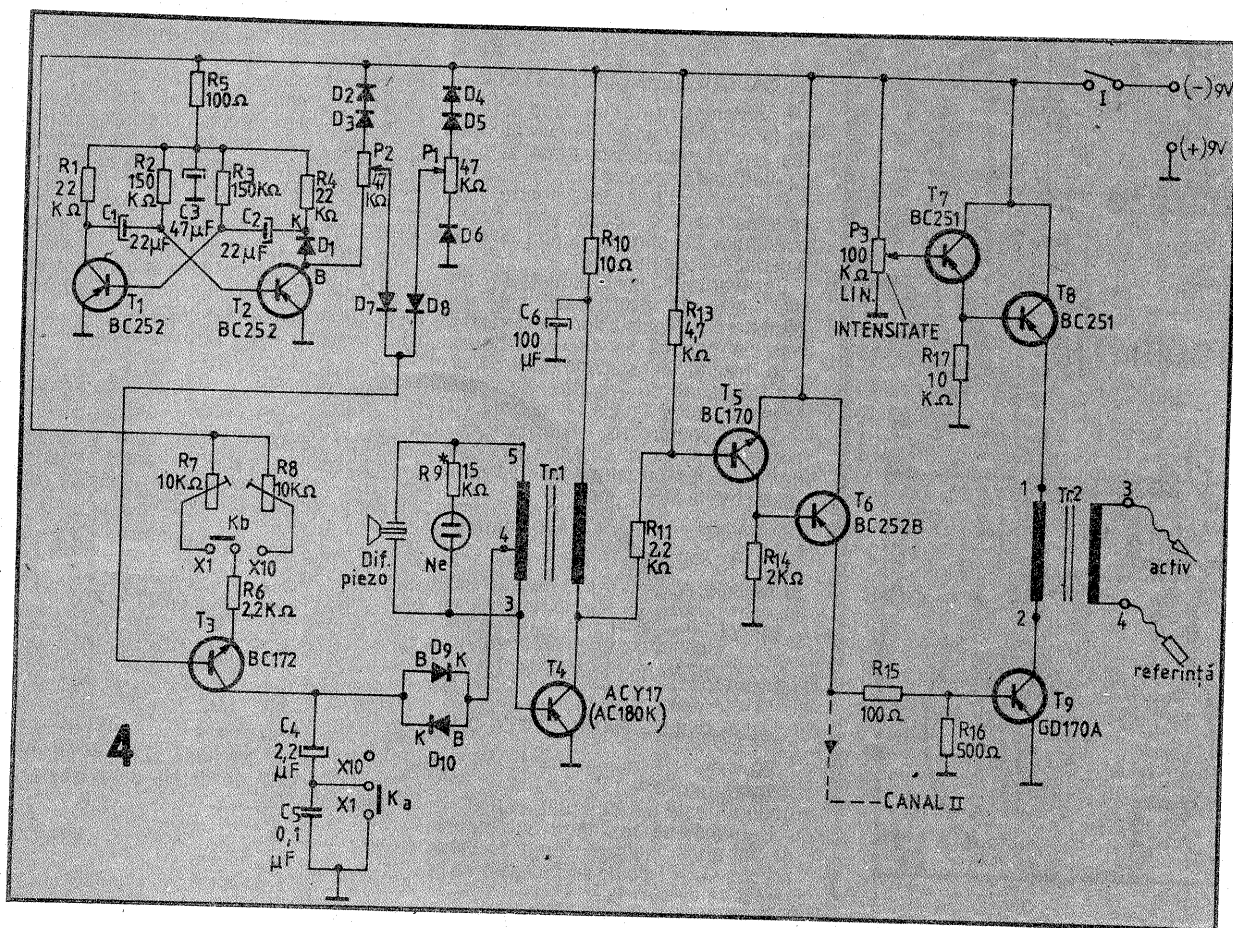 R5
100Ω
R1
22
KΩ
R2
150
KΩ
C3
47µF
R3
150KΩ
R4
22
KΩ
C1
22µF
C2
22µF
K
D1
B
T1
BC252
T2
BC252
D2
D3
P2
47
KΩ
D4
D5
P1
47
KΩ
D6
D7
D8
R7
10KΩ
R8
10KΩ
Kb
X1
X10
R6
2,2KΩ
T3
BC172
4
C4
2,2
µF
X10
X1
Ka
C5
0,1
µF
B
D9
K
K
B
D10
Dif.
piezo
*
R9
15
KΩ
Ne
5
4
3
Tr.1
R10
10Ω
C6
100
µF
T4
ACY17
(AC180K)
R11
2,2
KΩ
R13
4,7
KΩ
T5
BC170
R14
2KΩ
T6
BC252B
CANAL II
R15
100Ω
R16
500Ω
P3
100
KΩ
LIN.
INTENSITATE
T7
BC251
R17
10
KΩ
T8
BC251
I
(-)9V
(+)9V
1
2
Tr.2
3
activ
4
referință
T9
GD170A